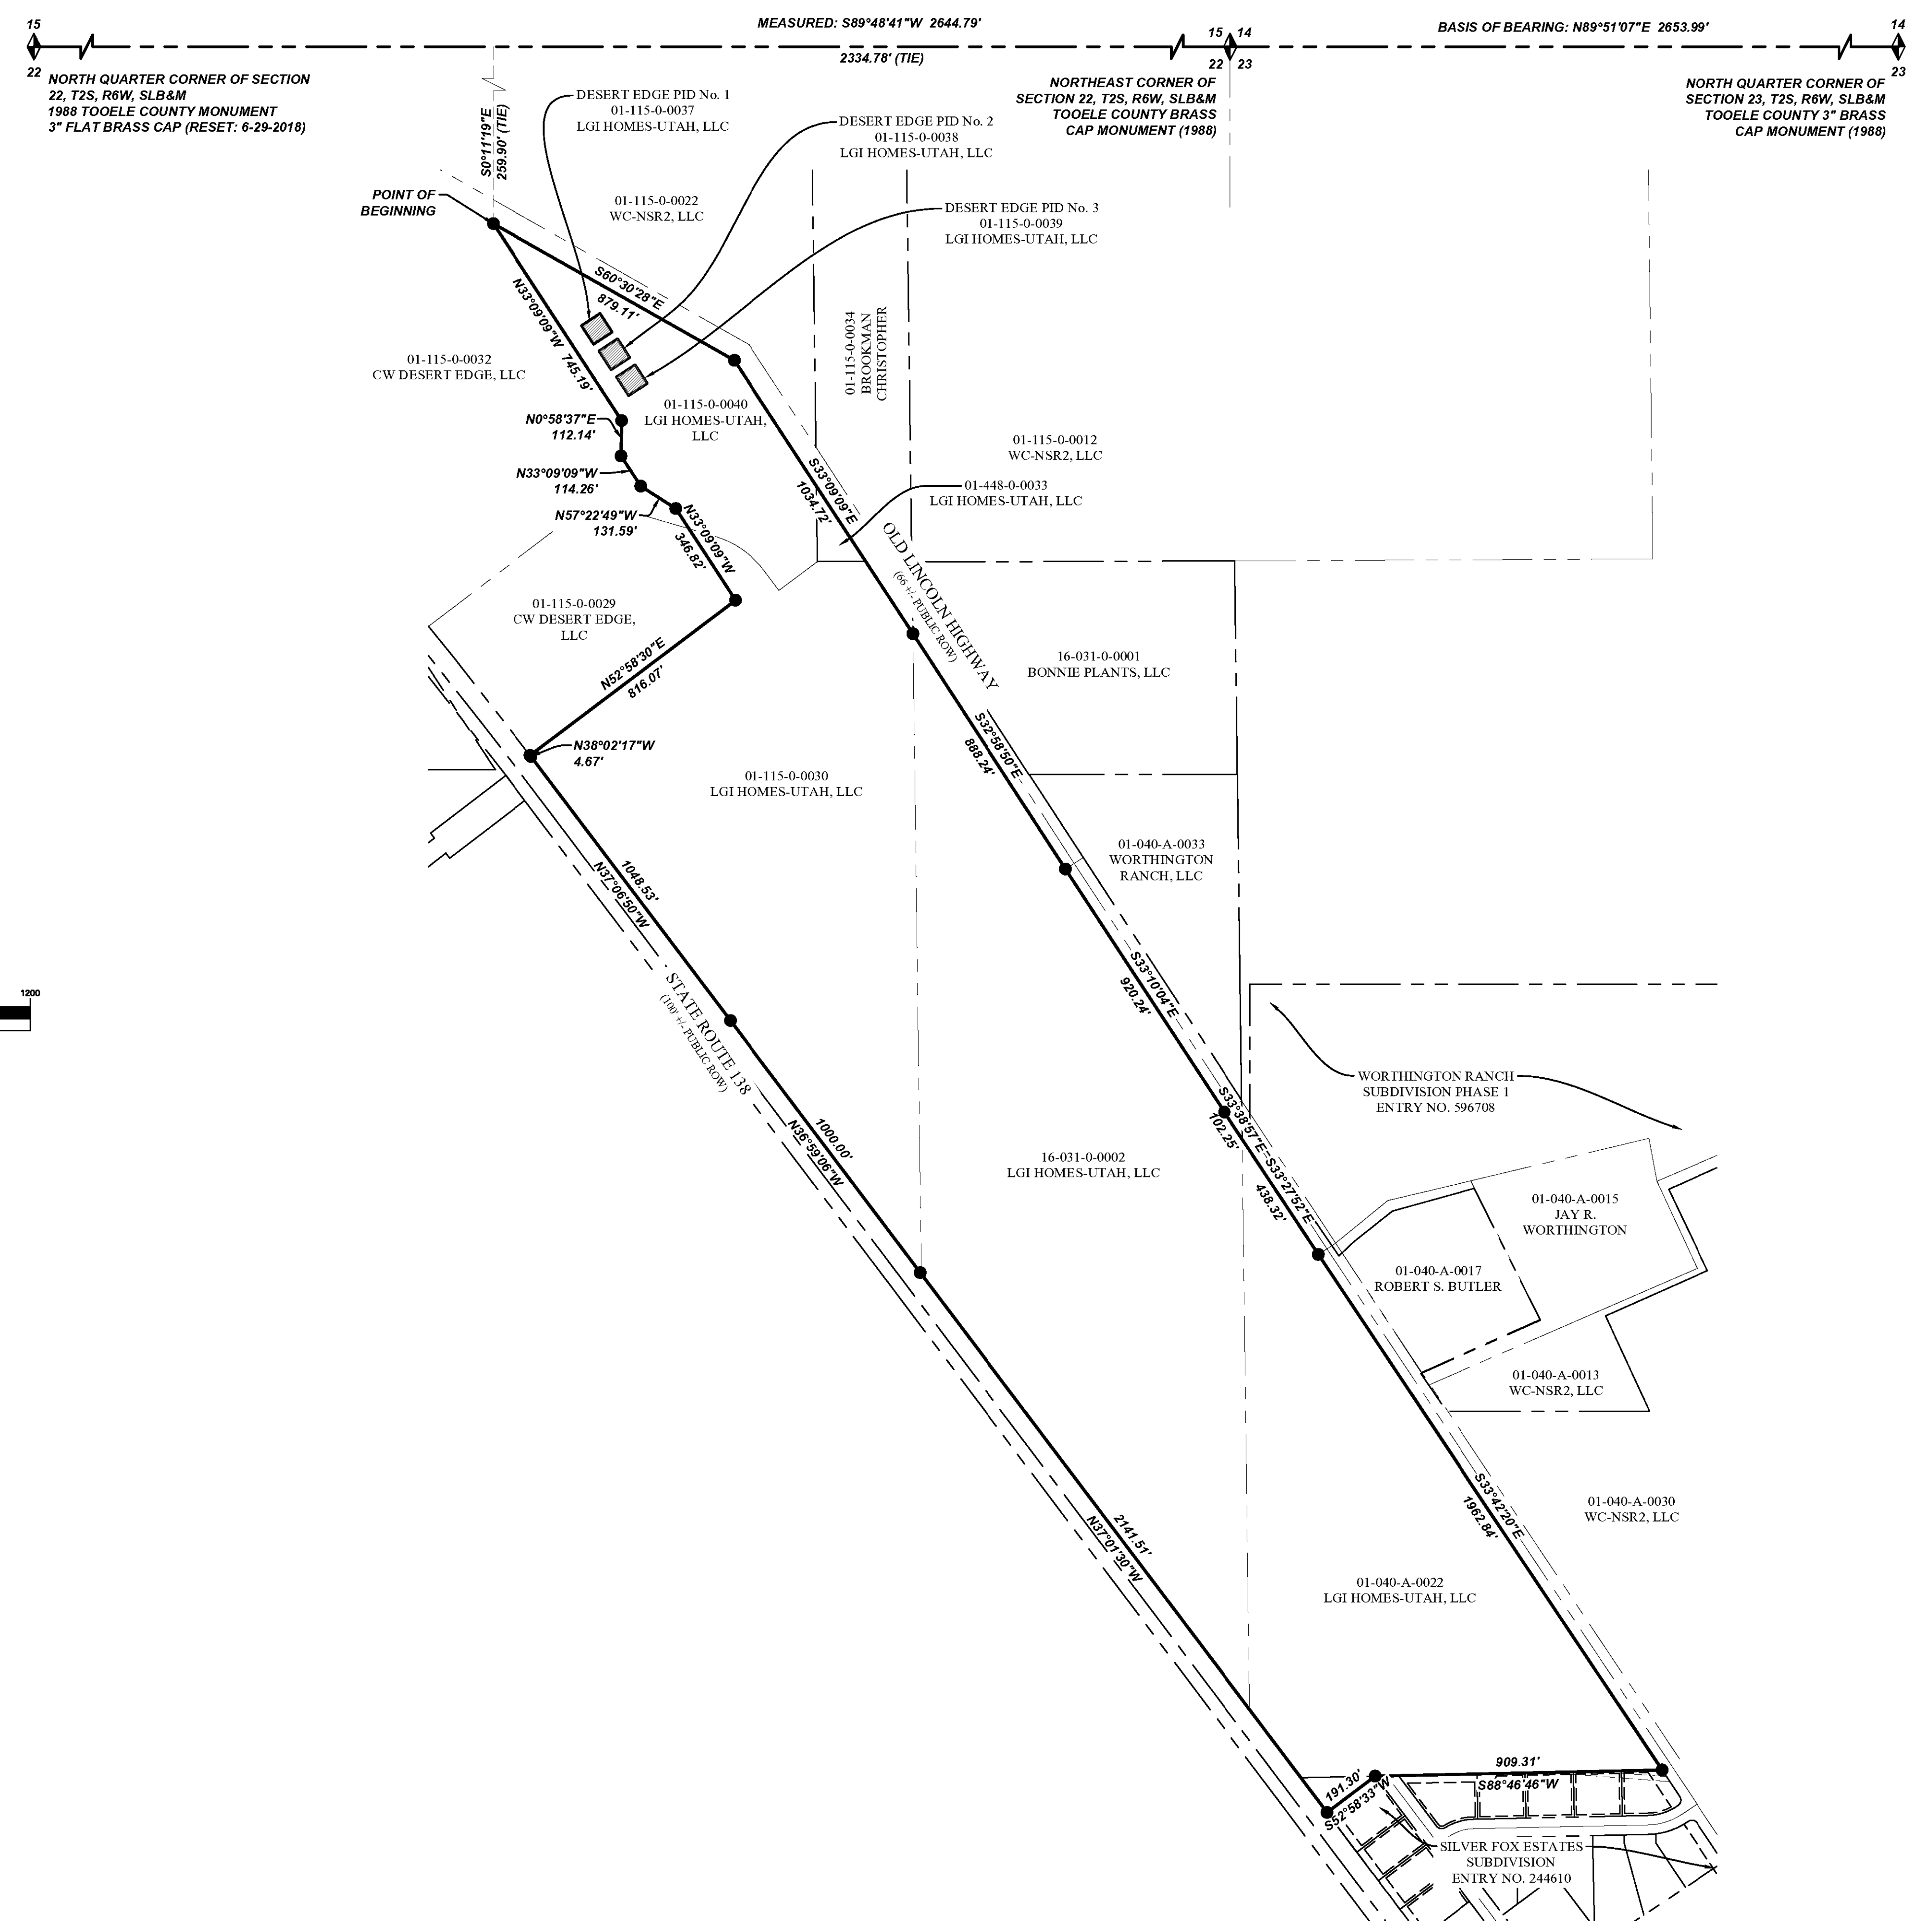 15
MEASURED: S89°48'41"W 2644.79'
15 14
BASIS OF BEARING: N89°51'07"E 2653.99'
14
22
2334.78' (TIE)
22 23
23
NORTH QUARTER CORNER OF SECTION
22, T2S, R6W, SLB&M
1988 TOOELE COUNTY MONUMENT
3" FLAT BRASS CAP (RESET: 6-29-2018)
S0°11'19"E
259.90' (TIE)
NORTHEAST CORNER OF
SECTION 22, T2S, R6W, SLB&M
TOOELE COUNTY BRASS
CAP MONUMENT (1988)
NORTH QUARTER CORNER OF
SECTION 23, T2S, R6W, SLB&M
TOOELE COUNTY 3" BRASS
CAP MONUMENT (1988)
DESERT EDGE PID No. 1
01-115-0-0037
LGI HOMES-UTAH, LLC
DESERT EDGE PID No. 2
01-115-0-0038
LGI HOMES-UTAH, LLC
DESERT EDGE PID No. 3
01-115-0-0039
LGI HOMES-UTAH, LLC
POINT OF
BEGINNING
01-115-0-0022
WC-NSR2, LLC
S60°30'28"E
879.11'
N33°09'09"W 745.19'
01-115-0-0034
BROOKMAN
CHRISTOPHER
01-115-0-0032
CW DESERT EDGE, LLC
01-115-0-0040
LGI HOMES-UTAH,
LLC
N0°58'37"E
112.14'
01-115-0-0012
WC-NSR2, LLC
N33°09'09"W
114.26'
S33°09'09"E
1034.72'
01-448-0-0033
LGI HOMES-UTAH, LLC
N57°22'49"W
131.59'
N33°09'09"W
346.82'
OLD LINCOLN HIGHWAY
(66 +/- PUBLIC ROW)
01-115-0-0029
CW DESERT EDGE,
LLC
N52°58'30"E
816.07'
16-031-0-0001
BONNIE PLANTS, LLC
N38°02'17"W
4.67'
S32°58'50"E
888.24'
01-115-0-0030
LGI HOMES-UTAH, LLC
01-040-A-0033
WORTHINGTON
RANCH, LLC
1048.53'
N37°06'50"W
S33°10'04"E
920.24'
1200
STATE ROUTE 138
(100' +/- PUBLIC ROW)
WORTHINGTON RANCH
SUBDIVISION PHASE 1
ENTRY NO. 596708
S33°38'57"E
102.25'
1000.00'
N36°59'06"W
16-031-0-0002
LGI HOMES-UTAH, LLC
S33°27'52"E
438.32'
01-040-A-0015
JAY R.
WORTHINGTON
01-040-A-0017
ROBERT S. BUTLER
01-040-A-0013
WC-NSR2, LLC
S33°42'20"E
1962.84'
01-040-A-0030
WC-NSR2, LLC
2141.51'
N37°01'30"W
01-040-A-0022
LGI HOMES-UTAH, LLC
909.31'
S88°46'46"W
191.30'
S52°58'33"W
SILVER FOX ESTATES
SUBDIVISION
ENTRY NO. 244610